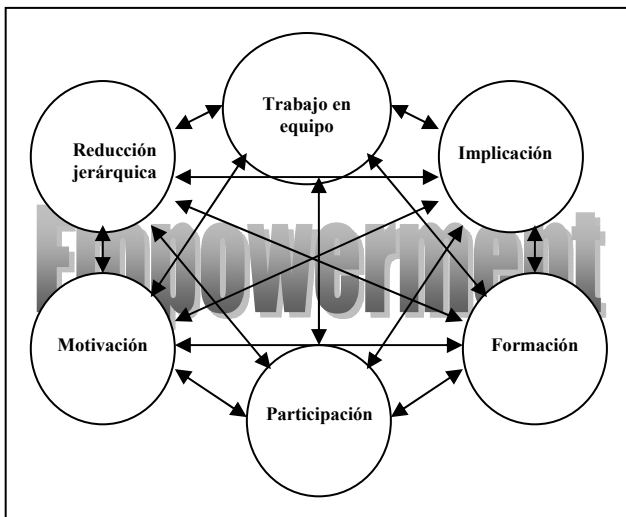 Trabajo en
equipo
Reducción
jerárquica
Implicación
Empowerment
Motivación
Formación
Participación